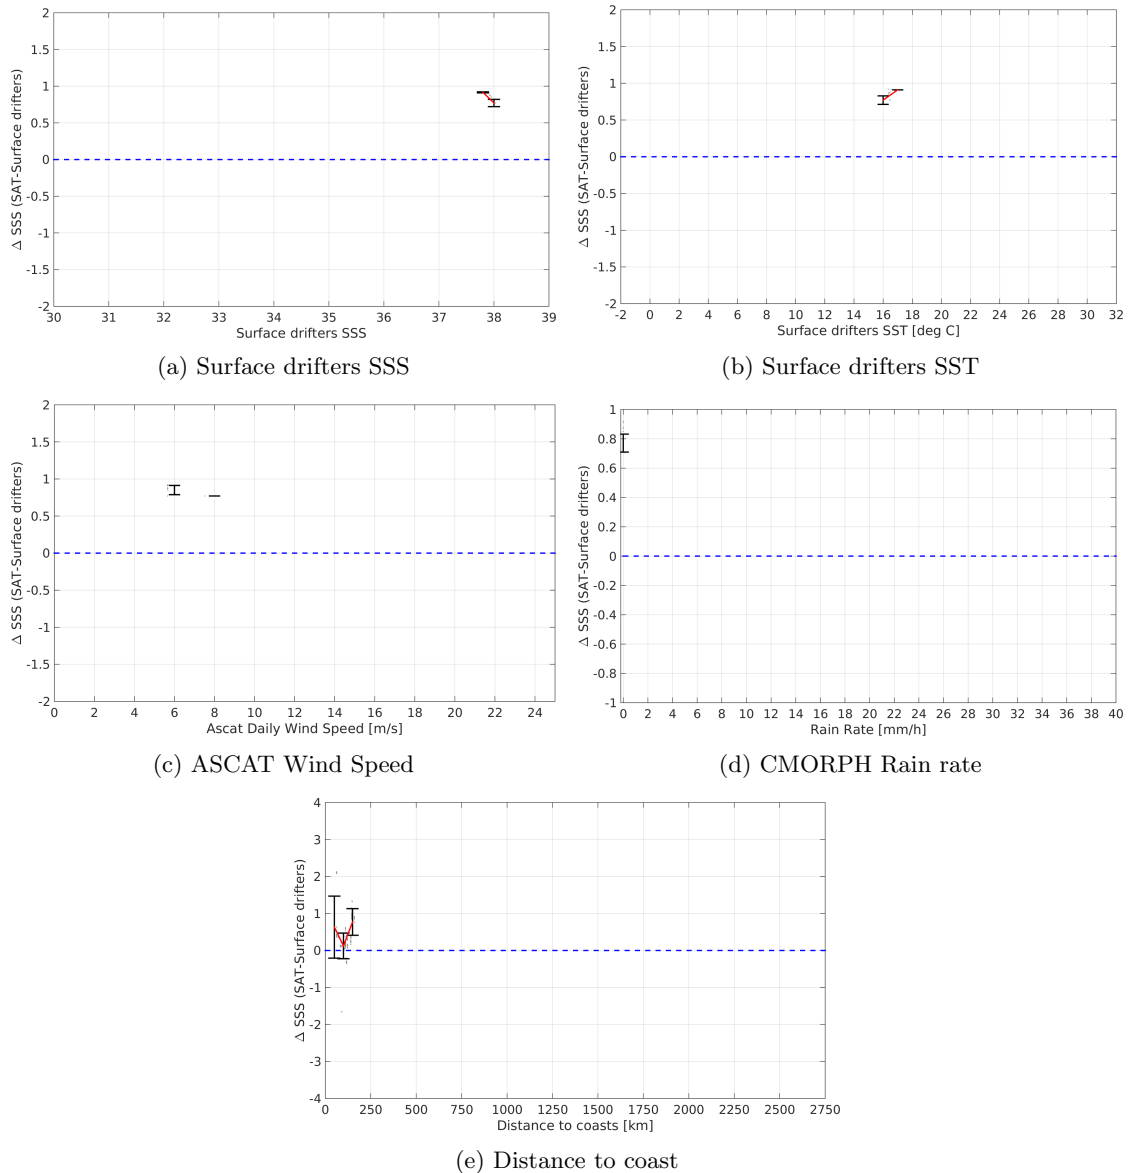 2
1.5
1
0.5
0
-0.5
-1
-1.5
-2
Δ SSS (SAT-Surface drifters)
30 31 32 33 34 35 36 37 38 39
Surface drifters SSS
(a) Surface drifters SSS
2
1.5
1
0.5
0
-0.5
-1
-1.5
-2
Δ SSS (SAT-Surface drifters)
-2 0 2 4 6 8 10 12 14 16 18 20 22 24 26 28 30 32
Surface drifters SST [deg C]
(b) Surface drifters SST
2
1.5
1
0.5
0
-0.5
-1
-1.5
-2
Δ SSS (SAT-Surface drifters)
0 2 4 6 8 10 12 14 16 18 20 22 24
Ascat Daily Wind Speed [m/s]
(c) ASCAT Wind Speed
1
0.8
0.6
0.4
0.2
0
-0.2
-0.4
-0.6
-0.8
-1
Δ SSS (SAT-Surface drifters)
0 2 4 6 8 10 12 14 16 18 20 22 24 26 28 30 32 34 36 38 40
Rain Rate [mm/h]
(d) CMORPH Rain rate
4
3
2
1
0
-1
-2
-3
-4
Δ SSS (SAT-Surface drifters)
0 250 500 750 1000 1250 1500 1750 2000 2250 2500 2750
Distance to coasts [km]
(e) Distance to coast